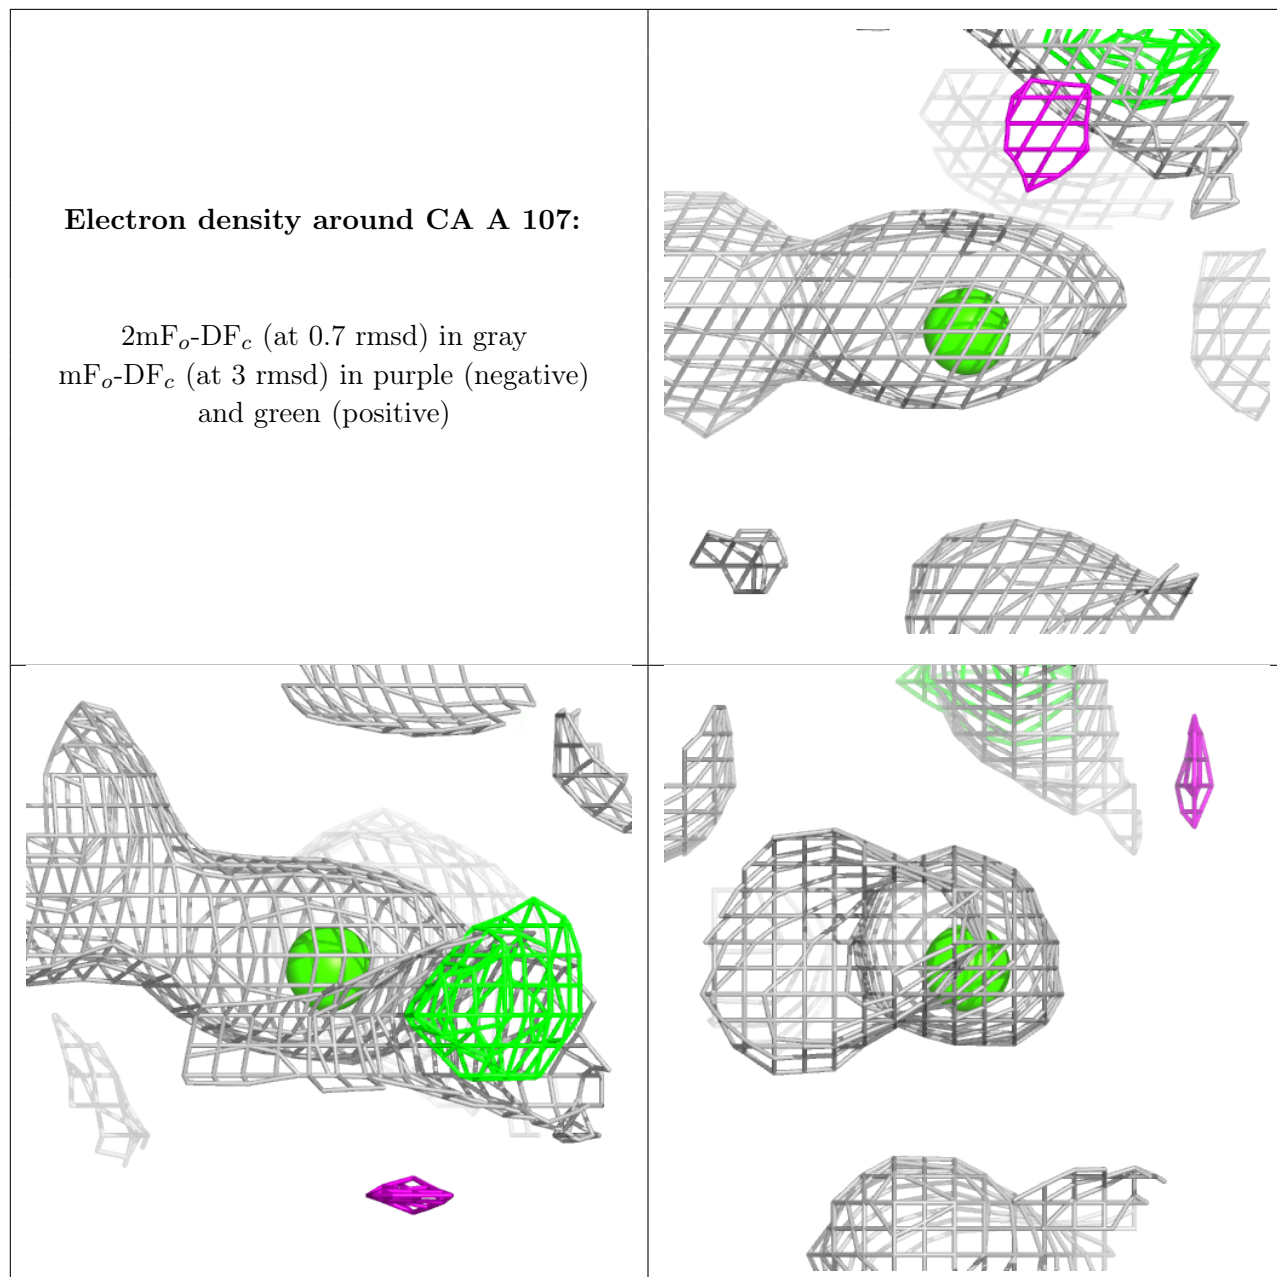 Electron density around CA A 107:
2mFo-DFc (at 0.7 rmsd) in gray
mFo-DFc (at 3 rmsd) in purple (negative)
and green (positive)